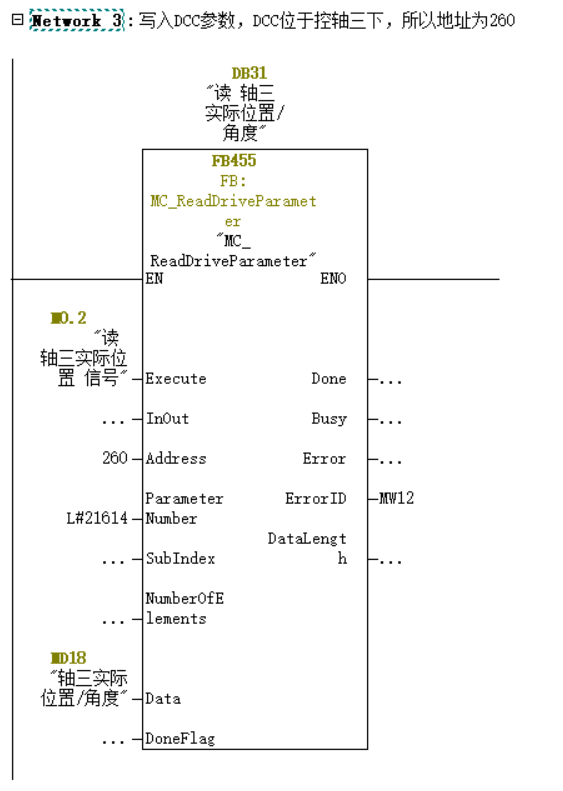 Network 3:写入DCC参数，DCC位于控轴三下，所以地址为260
DB31
"读 轴三
实际位置/
角度"
FB455
FB:
MC_ReadDriveParamet
er
"MC_
ReadDriveParameter"
EN ENO
M0.2
"读
轴三实际位
置 信号" Execute Done ...
... InOut Busy ...
260 Address Error ...
Parameter ErrorID MW12
L#21614 Number
DataLengt
... SubIndex h ...
NumberOfE
... lements
MD18
"轴三实际
位置/角度" Data
... DoneFlag